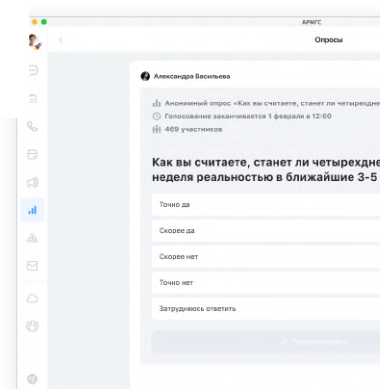 АРМГС
Опросы
Александра Васильева
Анонимный опрос «Как вы считаете, станет ли четырехдне
Голосование заканчивается 1 февраля в 12:00
469 участников
Как вы считаете, станет ли четырехдне
неделя реальностью в ближайшие 3-5
Точно да
Скорее да
Скорее нет
Точно нет
Затрудняюсь ответить
Проголосовать